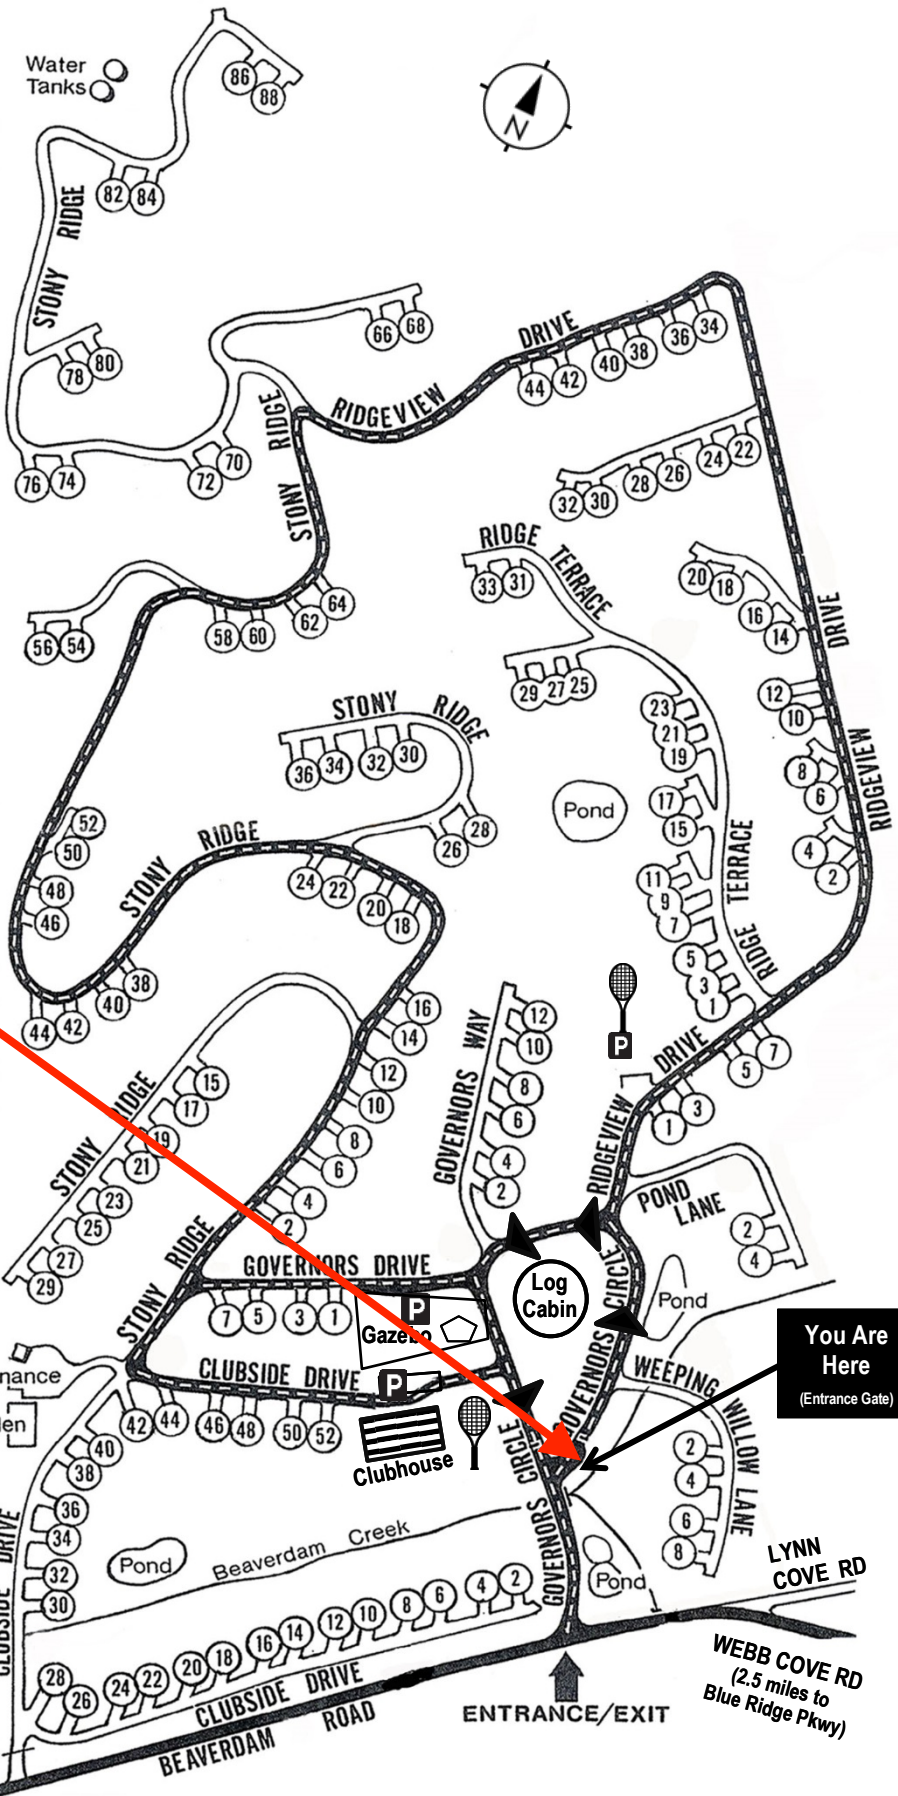 Water
Tanks
86
88
N
82
84
STONY RIDGE
66
68
78
80
RIDGEVIEW DRIVE
44
42
40
38
36
34
STONY RIDGE
76
74
72
70
32
30
28
26
24
22
RIDGE TERRACE
33
31
20
18
16
14
56
54
58
60
62
64
29
27
25
RIDGEVIEW DRIVE
12
10
8
6
4
2
STONY RIDGE
36
34
32
30
28
26
23
21
19
17
15
Pond
52
50
48
46
STONY RIDGE
24
22
20
18
11
9
7
5
3
1
RIDGE TERRACE
44
42
40
38
16
14
12
10
8
6
4
2
GOVERNORS WAY
12
10
8
6
4
2
P
RIDGEVIEW DRIVE
7
5
3
1
STONY RIDGE
15
17
19
21
23
25
27
29
POND
LANE
2
4
STONY RIDGE
GOVERNORS DRIVE
7
5
3
1
P
Gazebo
Log
Cabin
GOVERNORS CIRCLE
Pond
You Are
Here
(Entrance Gate)
nance
CLUBSIDE DRIVE
P
WEEPING WILLOW LANE
2
4
6
8
42
44
46
48
50
52
Clubhouse
GOVERNORS CIRCLE
40
38
36
34
32
30
CLUBSIDE DRIVE
Pond
Beaverdam Creek
Pond
LYNN
COVE RD
28
26
24
22
20
18
16
14
12
10
8
6
4
2
CLUBSIDE DRIVE
BEAVERDAM ROAD
ENTRANCE/EXIT
WEBB COVE RD
(2.5 miles to
Blue Ridge Pkwy)